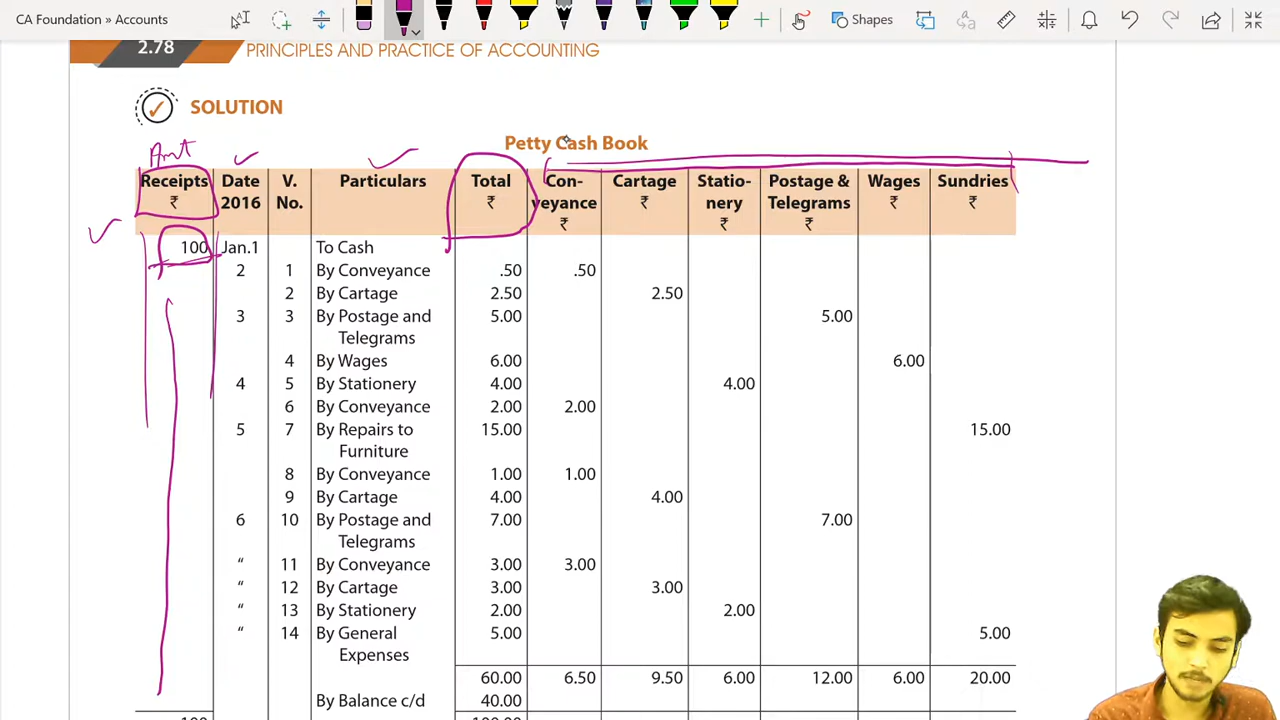 CA Foundation » Accounts
Shapes
2.78 PRINCIPLES AND PRACTICE OF ACCOUNTING
SOLUTION
Petty Cash Book
Amt
Receipts ₹ Date 2016 V. No. Particulars Total ₹ Con-veyance ₹ Cartage ₹ Statio-nery ₹ Postage & Telegrams ₹ Wages ₹ Sundries ₹
100 Jan.1 To Cash
2 1 By Conveyance .50 .50
2 By Cartage 2.50 2.50
3 3 By Postage and 5.00 5.00
Telegrams
4 By Wages 6.00 6.00
4 5 By Stationery 4.00 4.00
6 By Conveyance 2.00 2.00
5 7 By Repairs to 15.00 15.00
Furniture
8 By Conveyance 1.00 1.00
9 By Cartage 4.00 4.00
6 10 By Postage and 7.00 7.00
Telegrams
“ 11 By Conveyance 3.00 3.00
“ 12 By Cartage 3.00 3.00
“ 13 By Stationery 2.00 2.00
“ 14 By General 5.00 5.00
Expenses
60.00 6.50 9.50 6.00 12.00 6.00 20.00
By Balance c/d 40.00
100 100.00